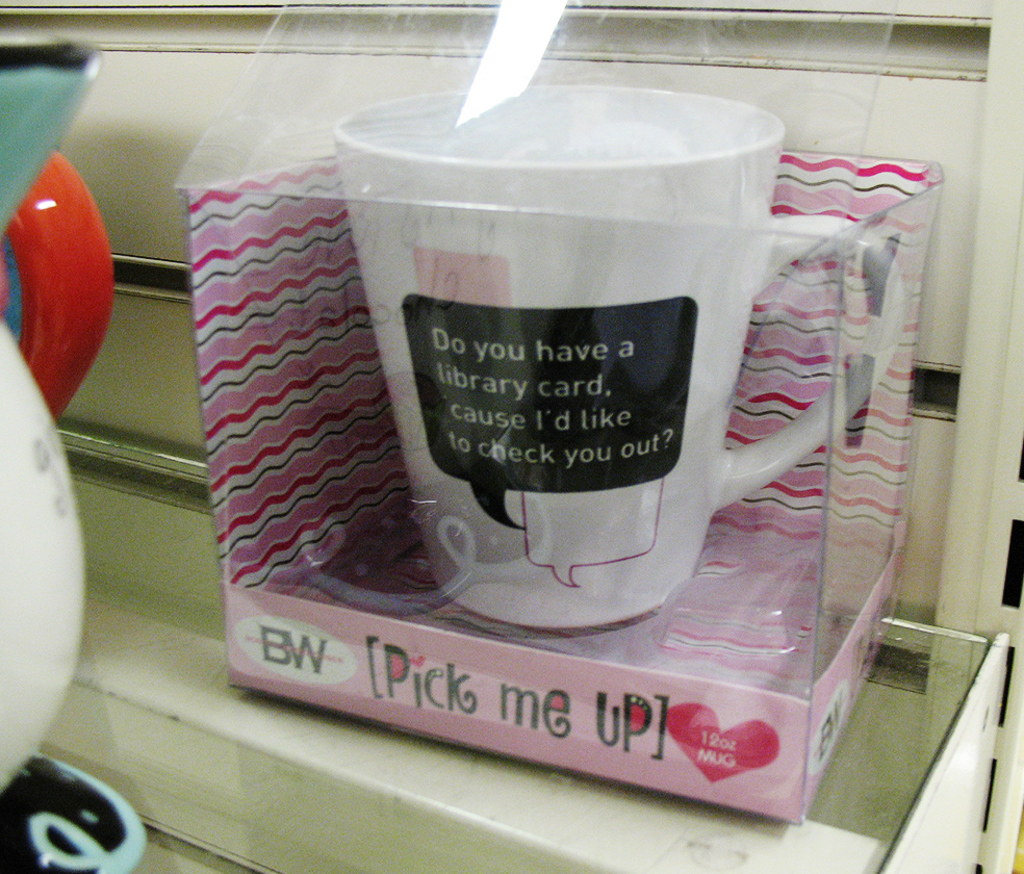 Do you have a
library card,
cause I'd like
to check you out?
BW
[Pick me UP]
12oz
MUG
BW